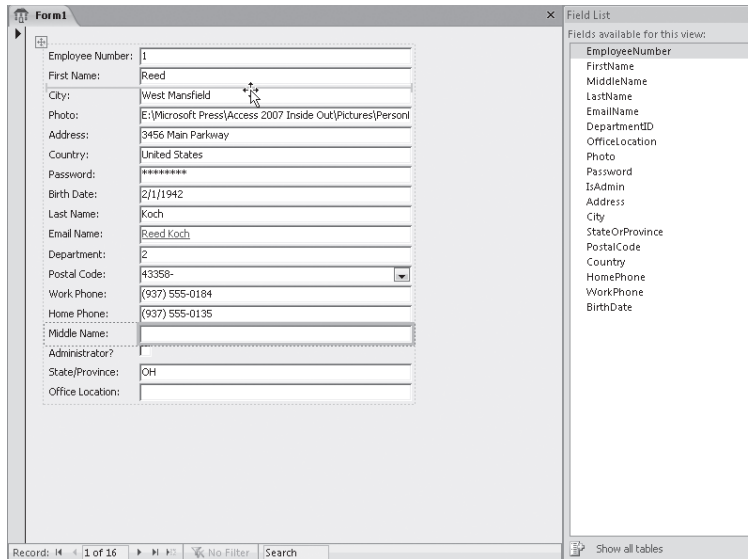 Form1
Employee Number: 1
First Name: Reed
City: West Mansfield
Photo: E:\Microsoft Press\Access 2007 Inside Out\Pictures\Personl
Address: 3456 Main Parkway
Country: United States
Password: ********
Birth Date: 2/1/1942
Last Name: Koch
Email Name: Reed Koch
Department: 2
Postal Code: 43358-
Work Phone: (937) 555-0184
Home Phone: (937) 555-0135
Middle Name:
Administrator?
State/Province: OH
Office Location:
Record: 1 of 16 No Filter Search
Field List
Fields available for this view:
EmployeeNumber
FirstName
MiddleName
LastName
EmailName
DepartmentID
OfficeLocation
Photo
Password
IsAdmin
Address
City
StateOrProvince
PostalCode
Country
HomePhone
WorkPhone
BirthDate
Show all tables